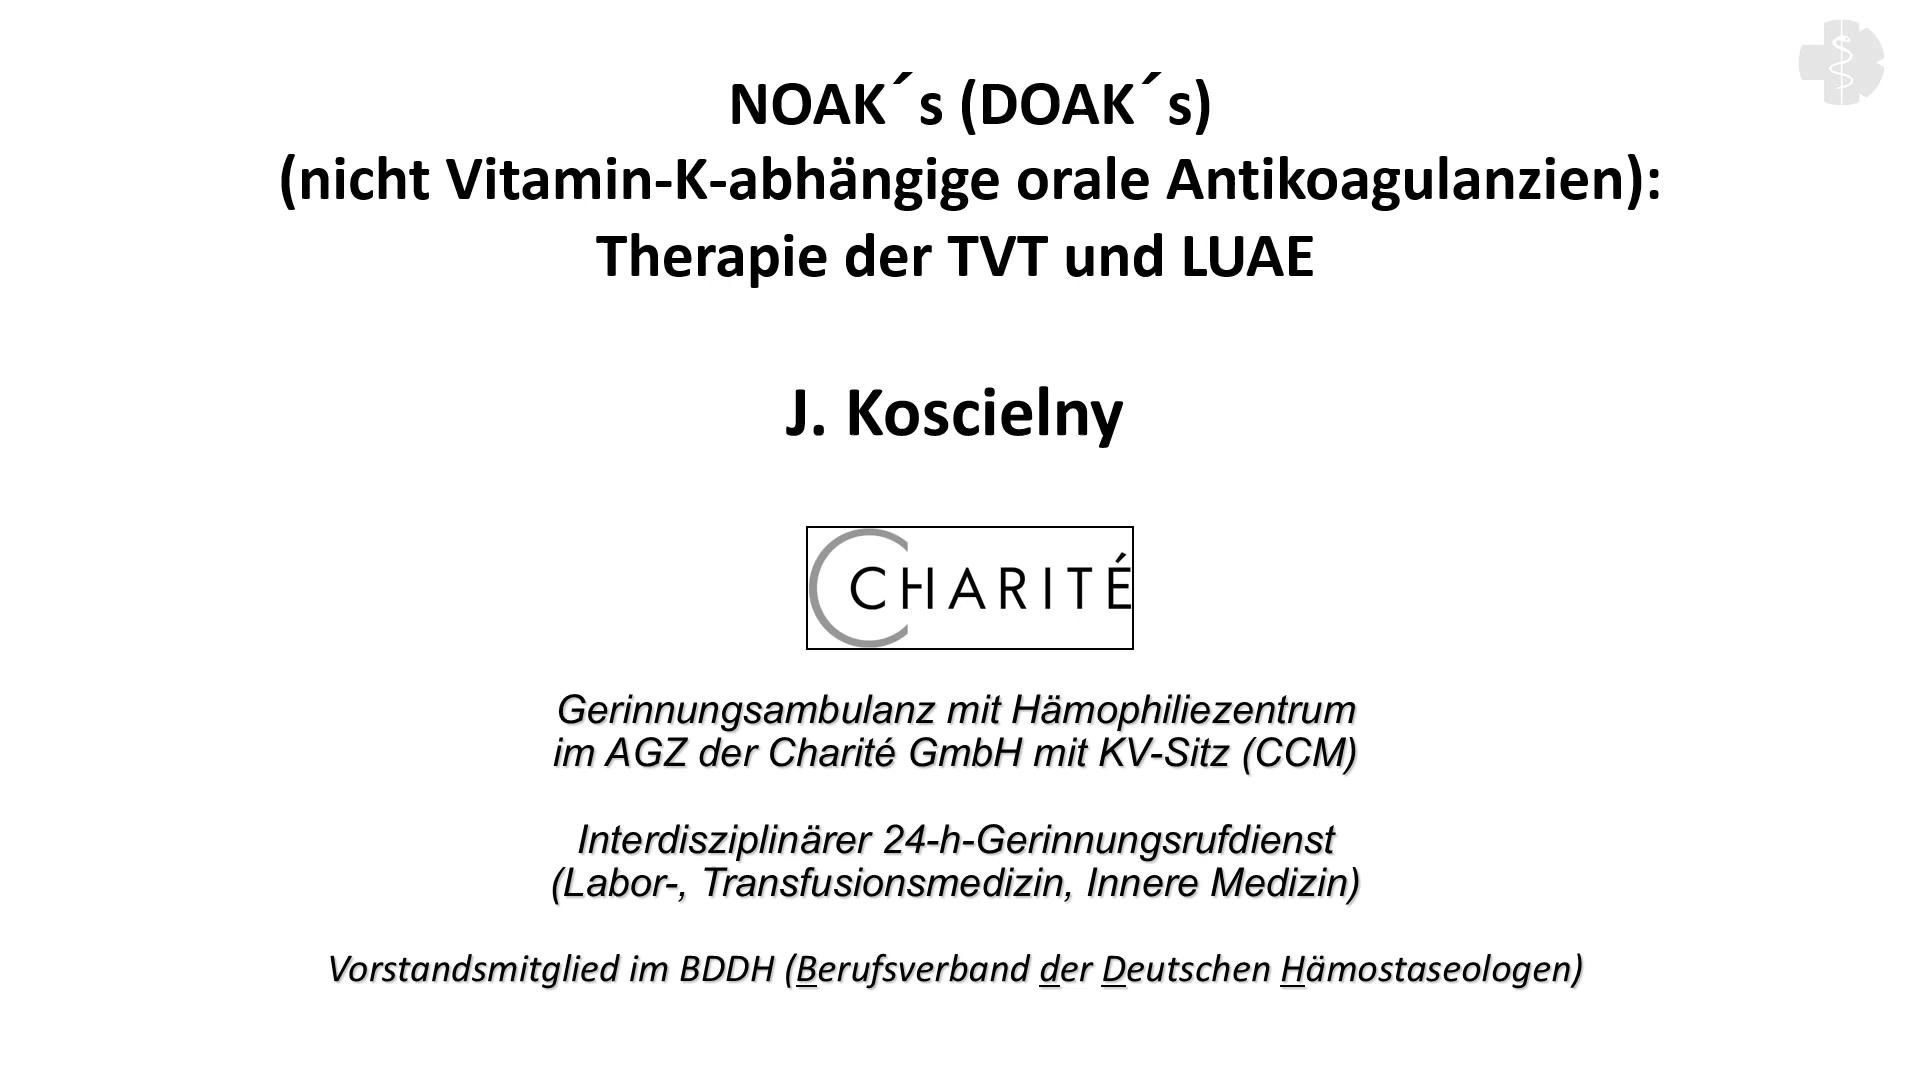 NOAK´s (DOAK´s)
(nicht Vitamin-K-abhängige orale Antikoagulanzien):
Therapie der TVT und LUAE
J. Koscielny
CHARITÉ
Gerinnungsambulanz mit Hämophiliezentrum
im AGZ der Charité GmbH mit KV-Sitz (CCM)
Interdisziplinärer 24-h-Gerinnungsrufdienst
(Labor-, Transfusionsmedizin, Innere Medizin)
Vorstandsmitglied im BDDH (Berufsverband der Deutschen Hämostaseologen)